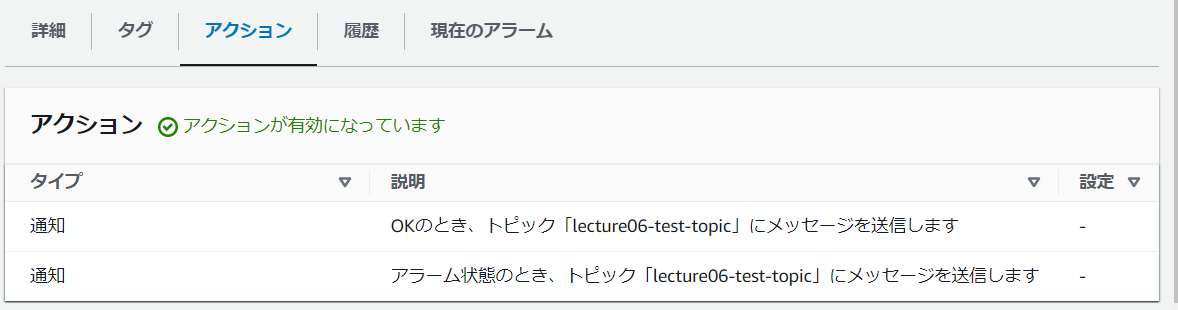 詳細 タグ アクション 履歴 現在のアラーム
アクション アクションが有効になっています
タイプ 説明 設定
通知 OKのとき、トピック「lecture06-test-topic」にメッセージを送信します -
通知 アラーム状態のとき、トピック「lecture06-test-topic」にメッセージを送信します -